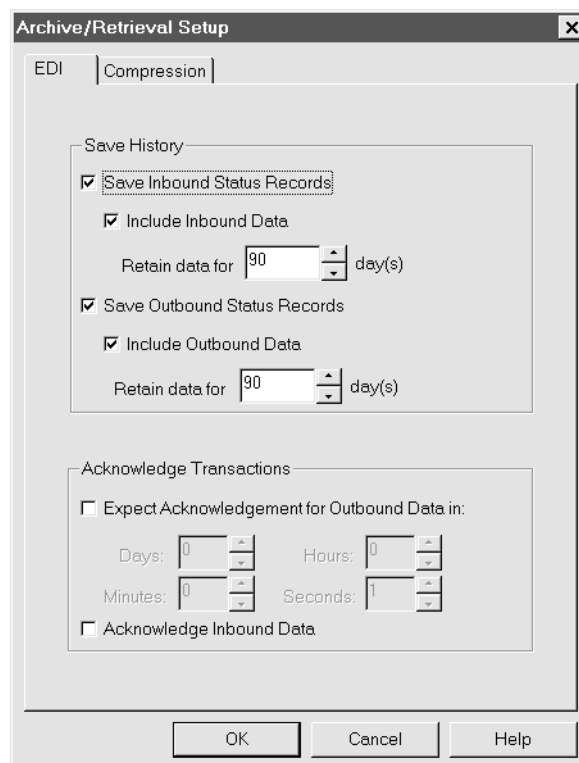 Archive/Retrieval Setup
EDI Compression
Save History
Save Inbound Status Records
Include Inbound Data
Retain data for 90 day(s)
Save Outbound Status Records
Include Outbound Data
Retain data for 90 day(s)
Acknowledge Transactions
Expect Acknowledgement for Outbound Data in:
Days: 0 Hours: 0
Minutes: 0 Seconds: 1
Acknowledge Inbound Data
OK Cancel Help